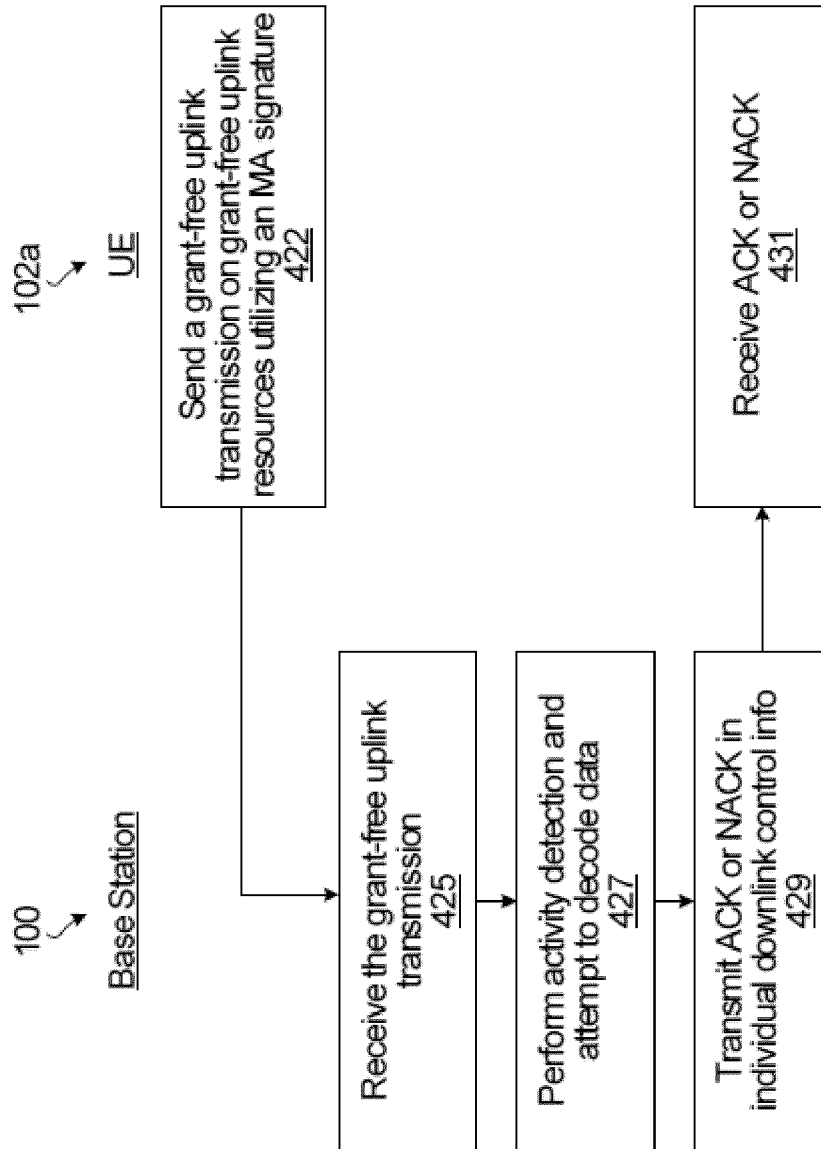 100
Base Station
102a
UE
Send a grant-free uplink
transmission on grant-free uplink
resources utilizing an MA signature
422
Receive the grant-free uplink
transmission
425
Perform activity detection and
attempt to decode data
427
Transmit ACK or NACK in
individual downlink control info
429
Receive ACK or NACK
431